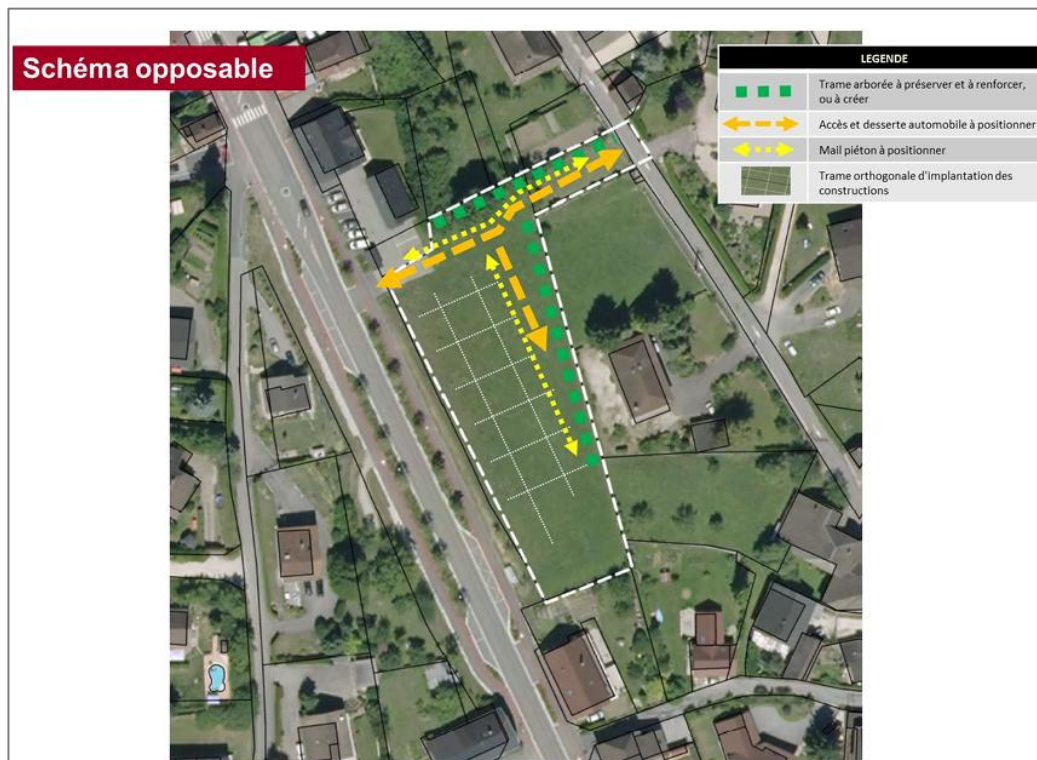 Schéma opposable
LEGENDE
Trame arborée à préserver et à renforcer,
ou à créer
Accès et desserte automobile à positionner
Mail piéton à positionner
Trame orthogonale d'implantation des
constructions